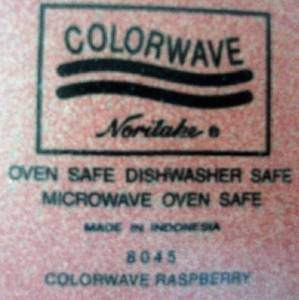 COLORWAVE
Noritake ®
OVEN SAFE DISHWASHER SAFE
MICROWAVE OVEN SAFE
MADE IN INDONESIA
8045
COLORWAVE RASPBERRY